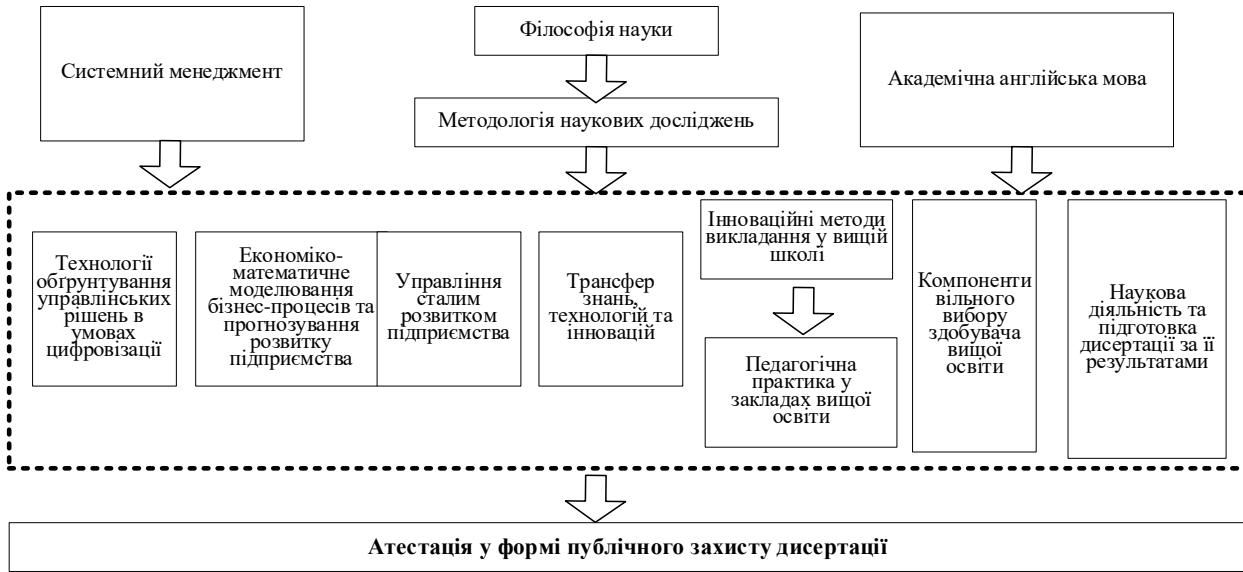 Системний менеджмент
Філософія науки
Методологія наукових досліджень
Академічна англійська мова
Технології
обґрунтування
управлінських
рішень в
умовах
цифровізації
Економіко-
математичне
моделювання
бізнес-процесів та
прогнозування
розвитку
підприємства
Управління
сталим
розвитком
підприємства
Трансфер
знань,
технологій та
інновацій
Інноваційні методи
викладання у вищій
школі
Педагогічна
практика у
закладах вищої
освіти
Компоненти
вільного
вибору
здобувача
вищої
освіти
Наукова
діяльність та
підготовка
дисертації за її
результатами
Атестація у формі публічного захисту дисертації